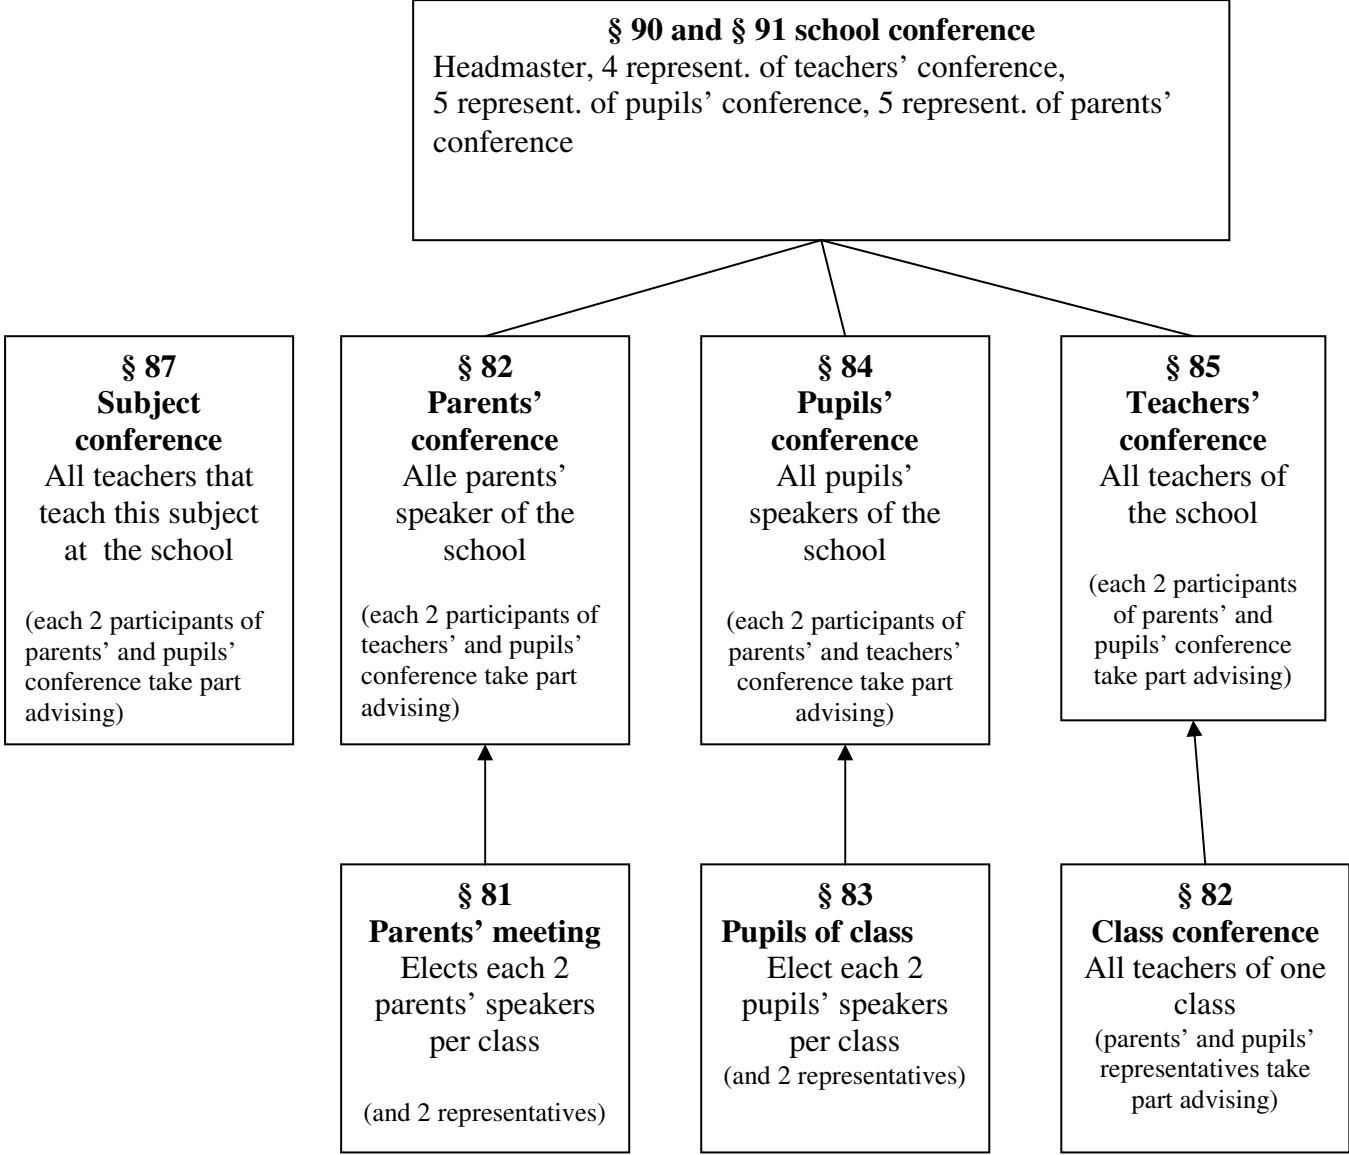 § 90 and § 91 school conference
Headmaster, 4 represent. of teachers’ conference,
5 represent. of pupils’ conference, 5 represent. of parents’
conference
§ 87
Subject
conference
All teachers that
teach this subject
at the school
(each 2 participants of
parents’ and pupils’
conference take part
advising)
§ 82
Parents’
conference
Alle parents’
speaker of the
school
(each 2 participants of
teachers’ and pupils’
conference take part
advising)
§ 84
Pupils’
conference
All pupils’
speakers of the
school
(each 2 participants of
parents’ and teachers’
conference take part
advising)
§ 85
Teachers’
conference
All teachers of
the school
(each 2 participants
of parents’ and
pupils’ conference
take part advising)
§ 81
Parents’ meeting
Elects each 2
parents’ speakers
per class
(and 2 representatives)
§ 83
Pupils of class
Elect each 2
pupils’ speakers
per class
(and 2 representatives)
§ 82
Class conference
All teachers of one
class
(parents’ and pupils’
representatives take
part advising)